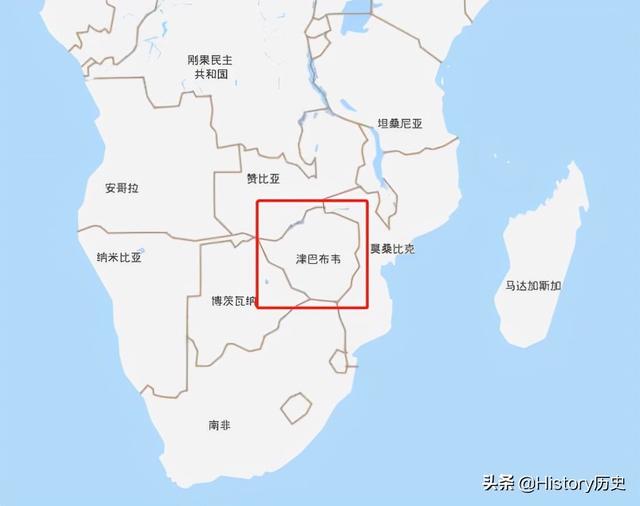 刚果民主
共和国
坦桑尼亚
赞比亚
安哥拉
莫桑比克
纳米比亚
津巴布韦
马达加斯加
博茨瓦纳
南非
头条 @History历史